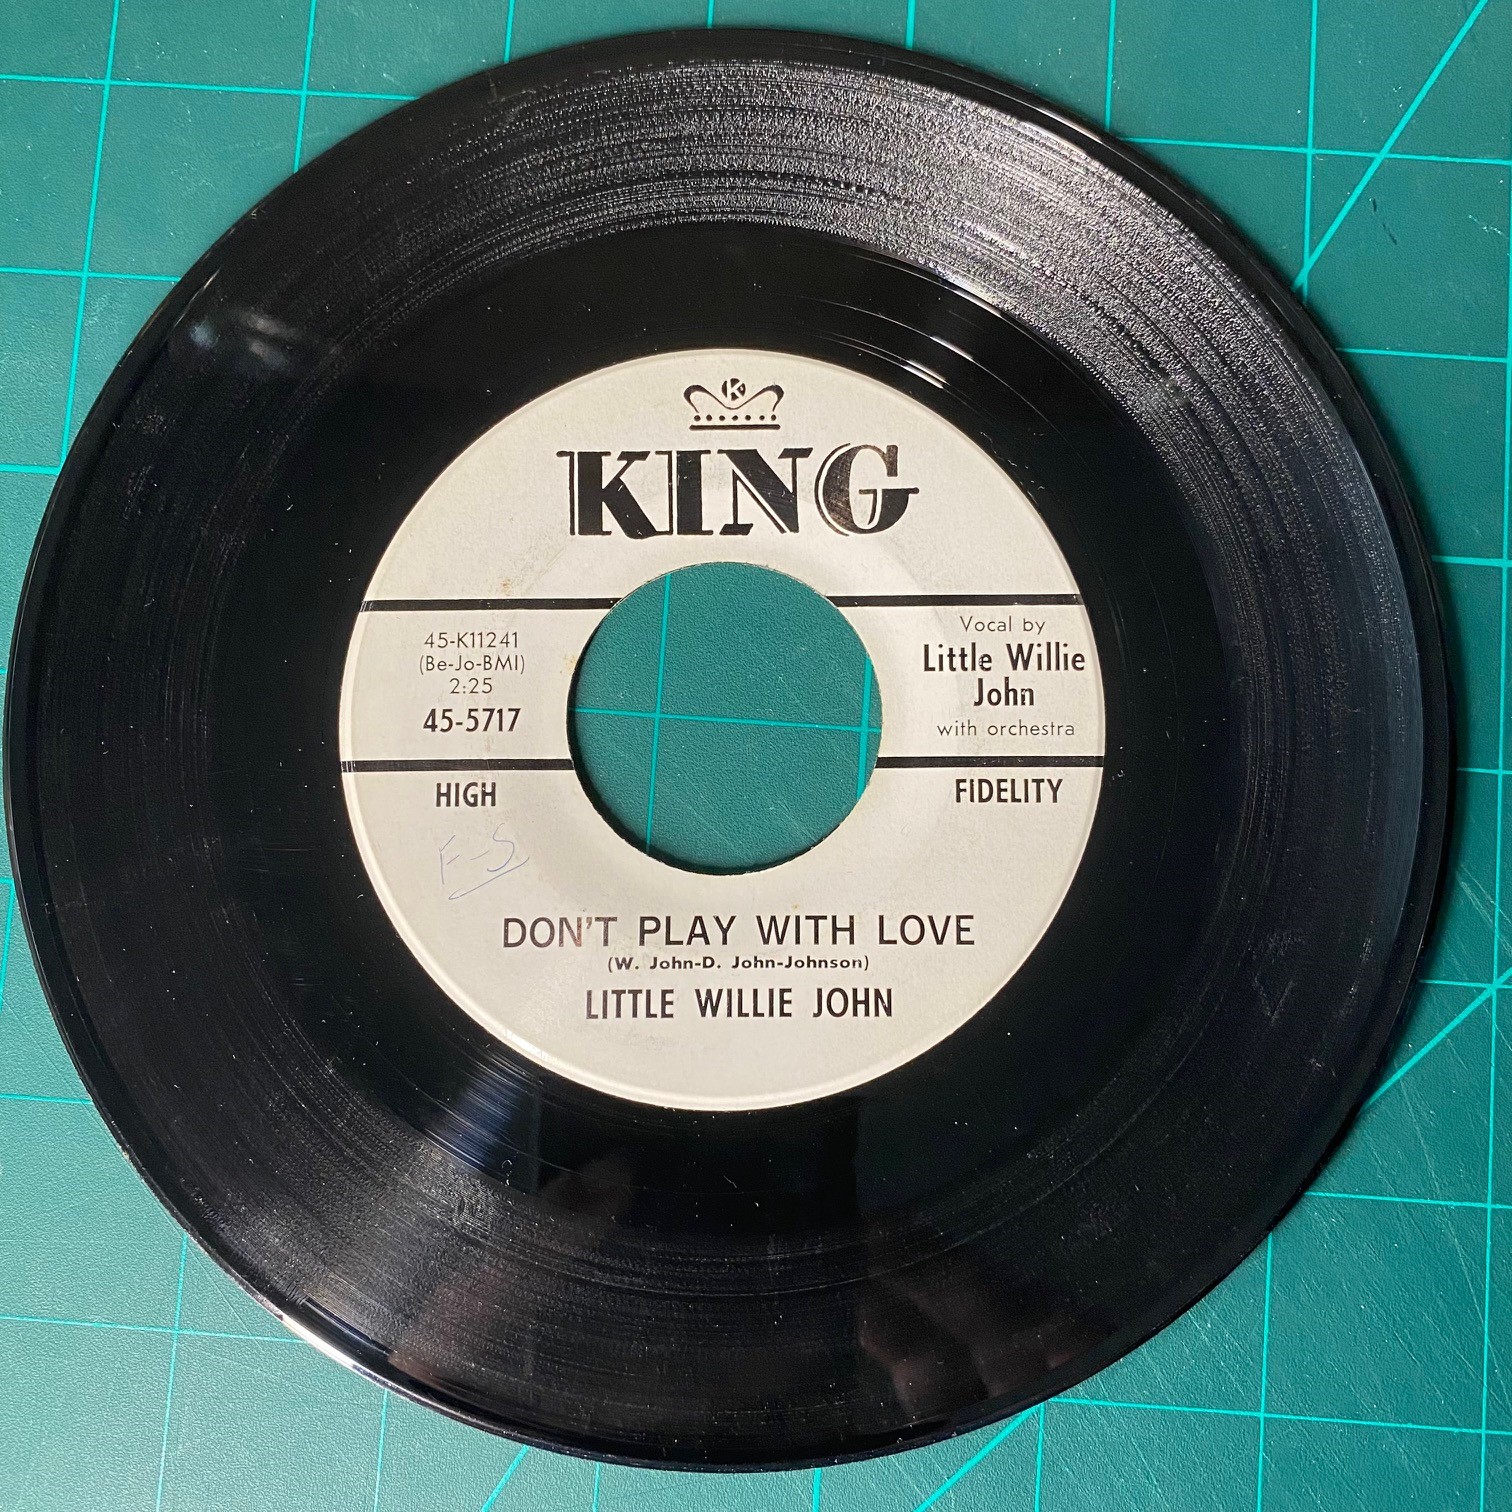 K
KING
45-K11241
(Be-Jo-BMI)
2:25
45-5717
Vocal by
Little Willie
John
with orchestra
HIGH
FIDELITY
F-S
DON'T PLAY WITH LOVE
(W. John-D. John-Johnson)
LITTLE WILLIE JOHN